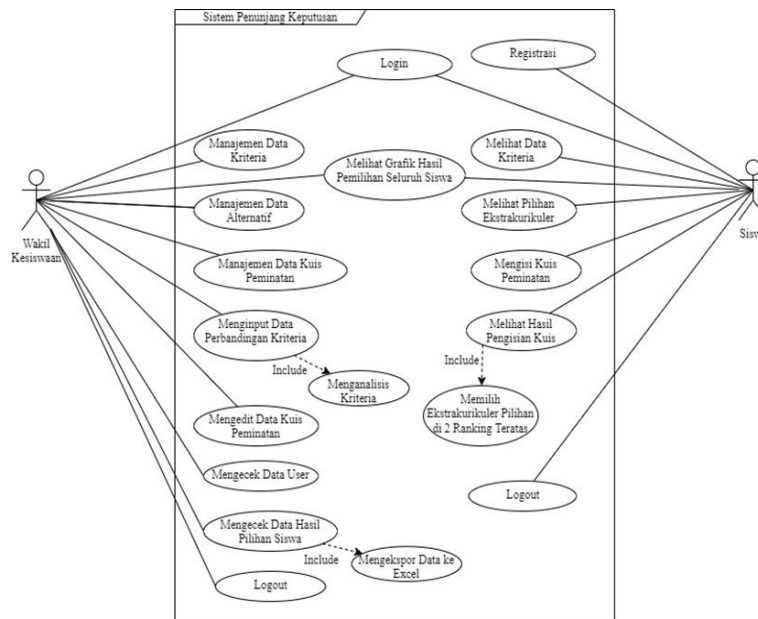 Sistem Penunjang Keputusan
Login
Registrasi
Manajemen Data
Kriteria
Melihat Grafik Hasil
Pemilihan Seluruh Siswa
Melihat Data
Kriteria
Manajemen Data
Alternatif
Melihat Pilihan
Ekstrakurikuler
Wakil
Kesiswaan
Manajemen Data Kuis
Peminatan
Mengisi Kuis
Peminatan
Menginput Data
Perbandingan Kriteria
Melihat Hasil
Pengisian Kuis
Include
Include
Menganalisis
Kriteria
Memilih
Ekstrakurikuler Pilihan
di 2 Ranking Teratas
Mengedit Data Kuis
Peminatan
Mengecek Data User
Logout
Mengecek Data Hasil
Pilihan Siswa
Include
Mengekspor Data ke
Excel
Logout